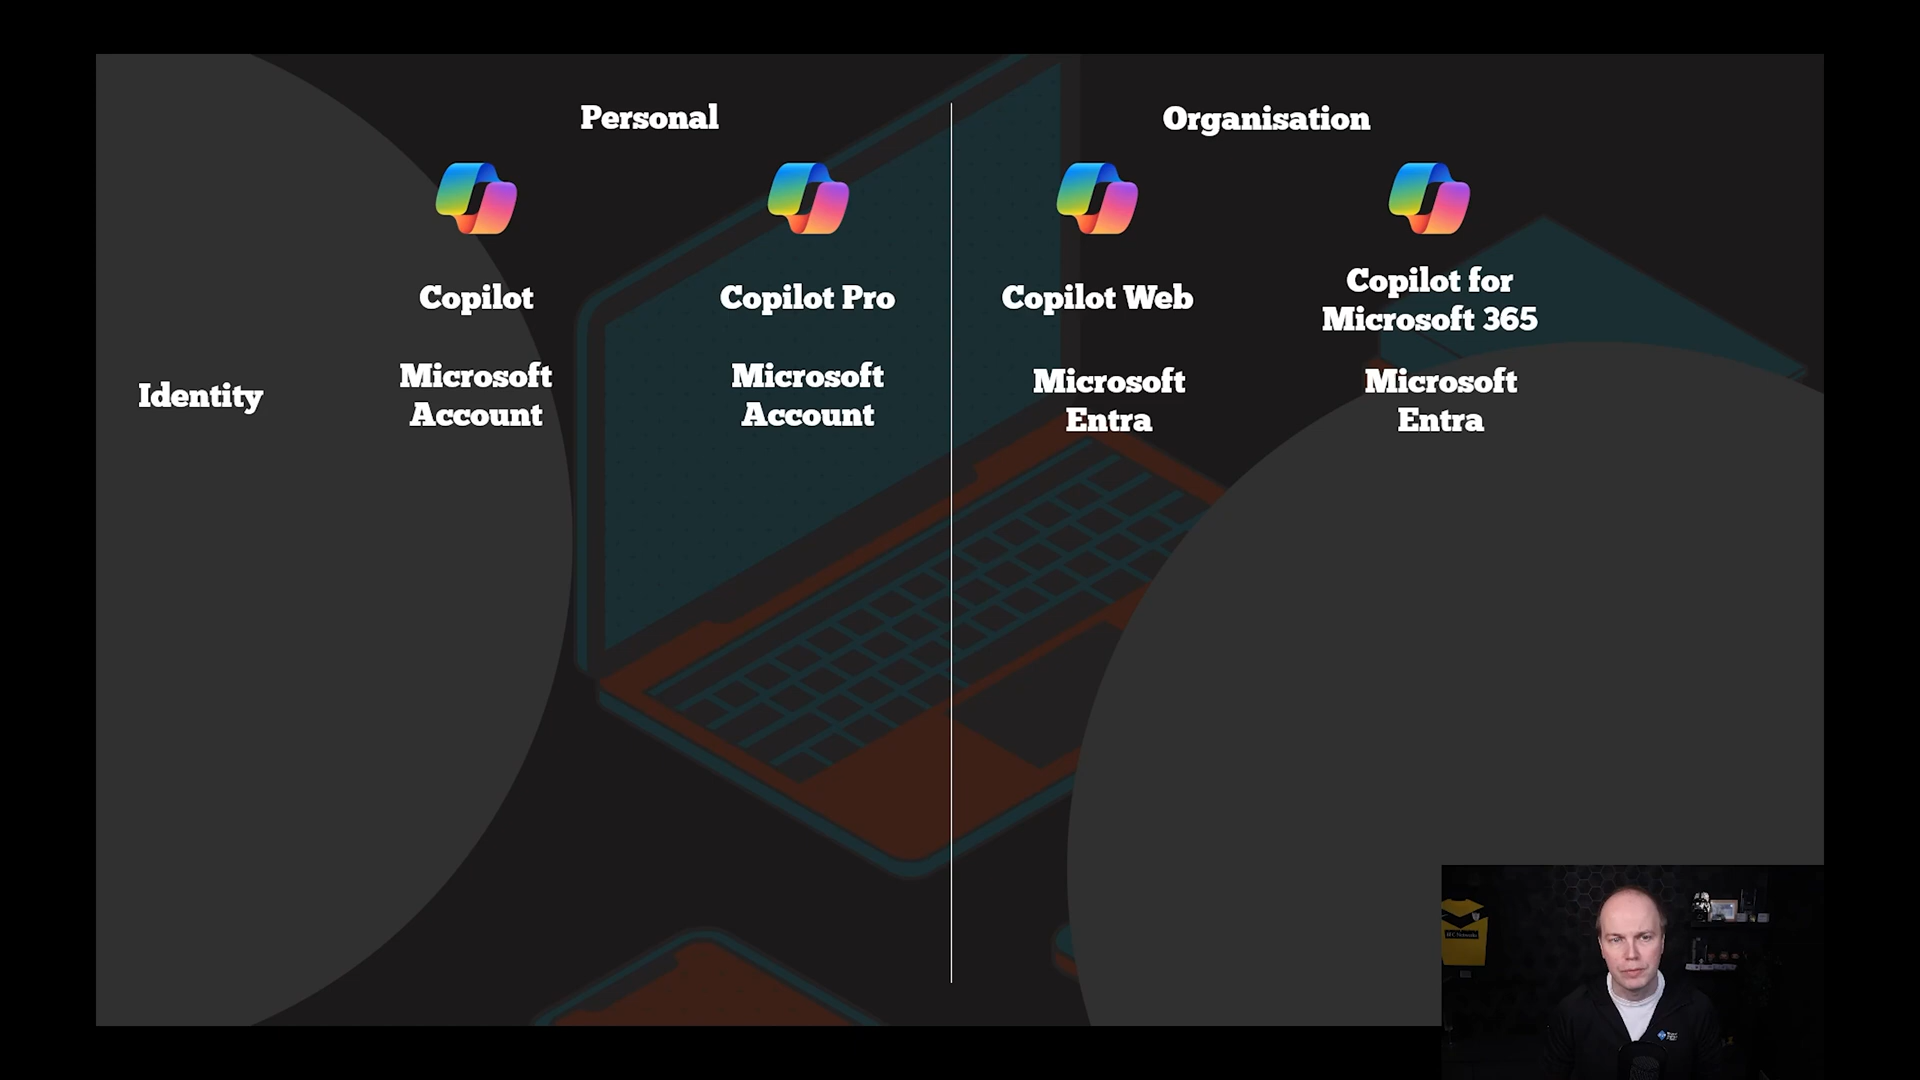 Personal
Organisation
Copilot
Copilot Pro
Copilot Web
Copilot for
Microsoft 365
Identity
Microsoft
Account
Microsoft
Account
Microsoft
Entra
Microsoft
Entra